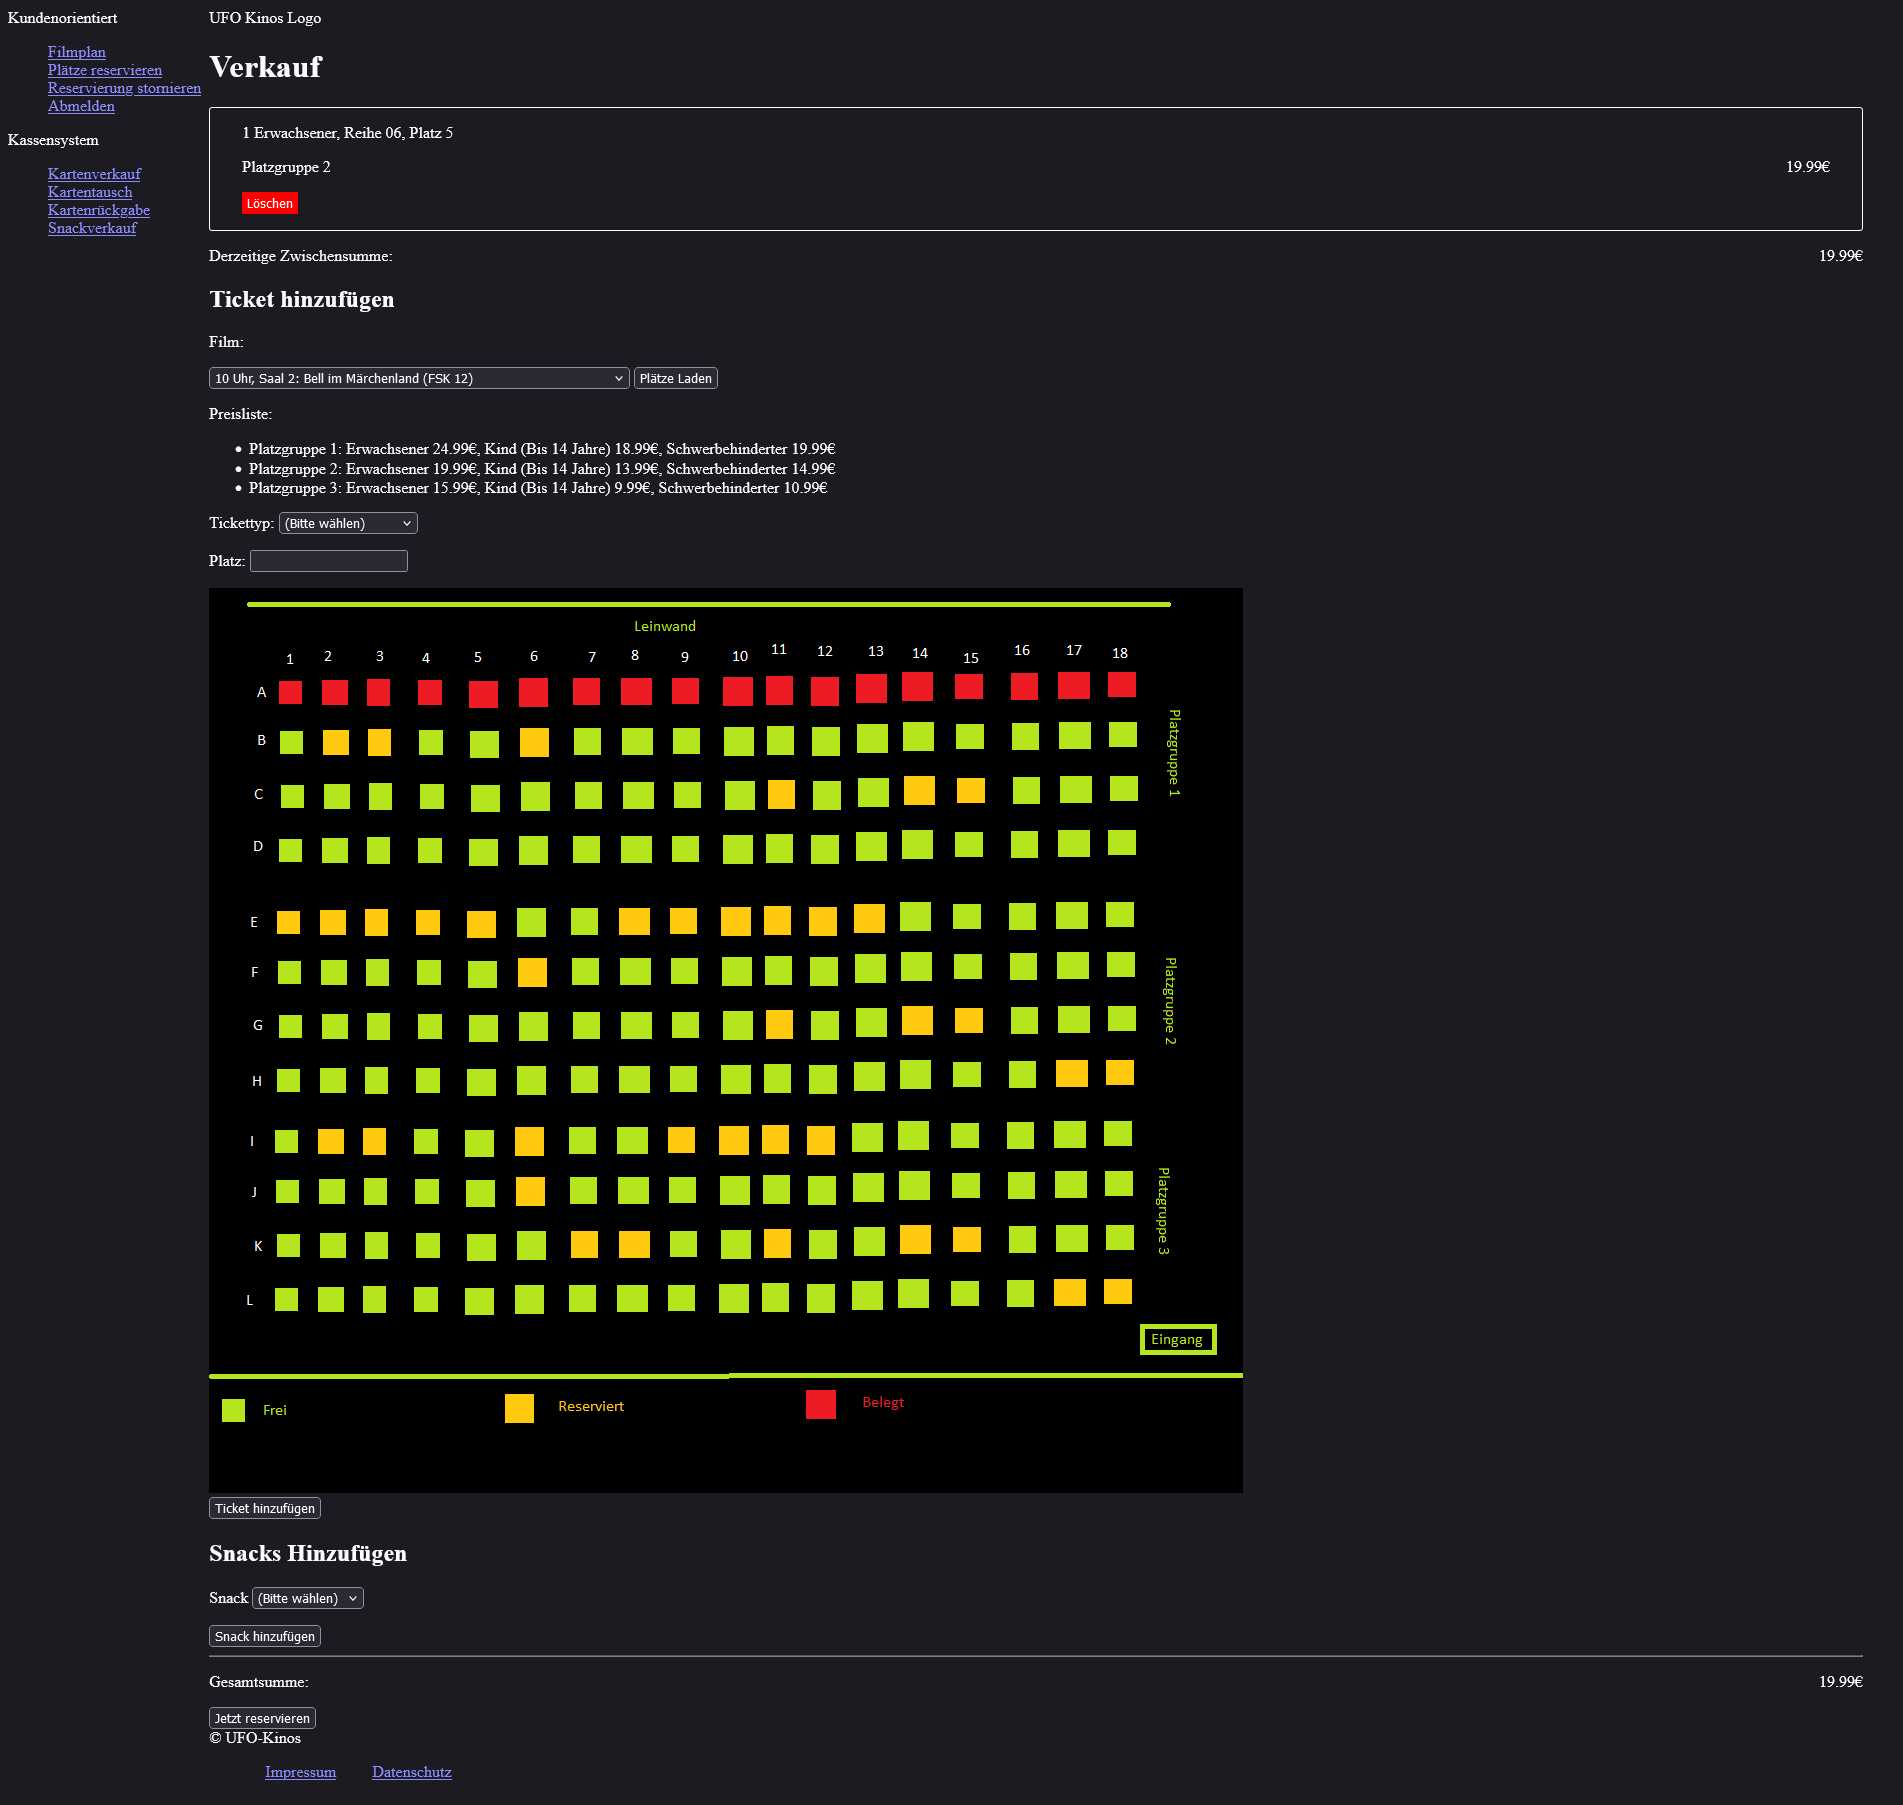 Kundenorientiert
Filmplan
Plätze reservieren
Reservierung stornieren
Abmelden
Kassensystem
Kartenverkauf
Kartentausch
Kartenrückgabe
Snackverkauf
UFO Kinos Logo
Verkauf
1 Erwachsener, Reihe 06, Platz 5
Platzgruppe 2 19.99€
Löschen
Derzeitige Zwischensumme: 19.99€
Ticket hinzufügen
Film:
10 Uhr, Saal 2: Bell im Märchenland (FSK 12) Plätze Laden
Preisliste:
• Platzgruppe 1: Erwachsener 24.99€, Kind (Bis 14 Jahre) 18.99€, Schwerbehinderter 19.99€
• Platzgruppe 2: Erwachsener 19.99€, Kind (Bis 14 Jahre) 13.99€, Schwerbehinderter 14.99€
• Platzgruppe 3: Erwachsener 15.99€, Kind (Bis 14 Jahre) 9.99€, Schwerbehinderter 10.99€
Tickettyp: (Bitte wählen)
Platz:
Leinwand
1 2 3 4 5 6 7 8 9 10 11 12 13 14 15 16 17 18
A
B
C
D
Platzgruppe 1
E
F
G
H
Platzgruppe 2
I
J
K
L
Platzgruppe 3
Eingang
Frei Reserviert Belegt
Ticket hinzufügen
Snacks Hinzufügen
Snack (Bitte wählen)
Snack hinzufügen
Gesamtsumme: 19.99€
Jetzt reservieren
© UFO-Kinos
Impressum Datenschutz